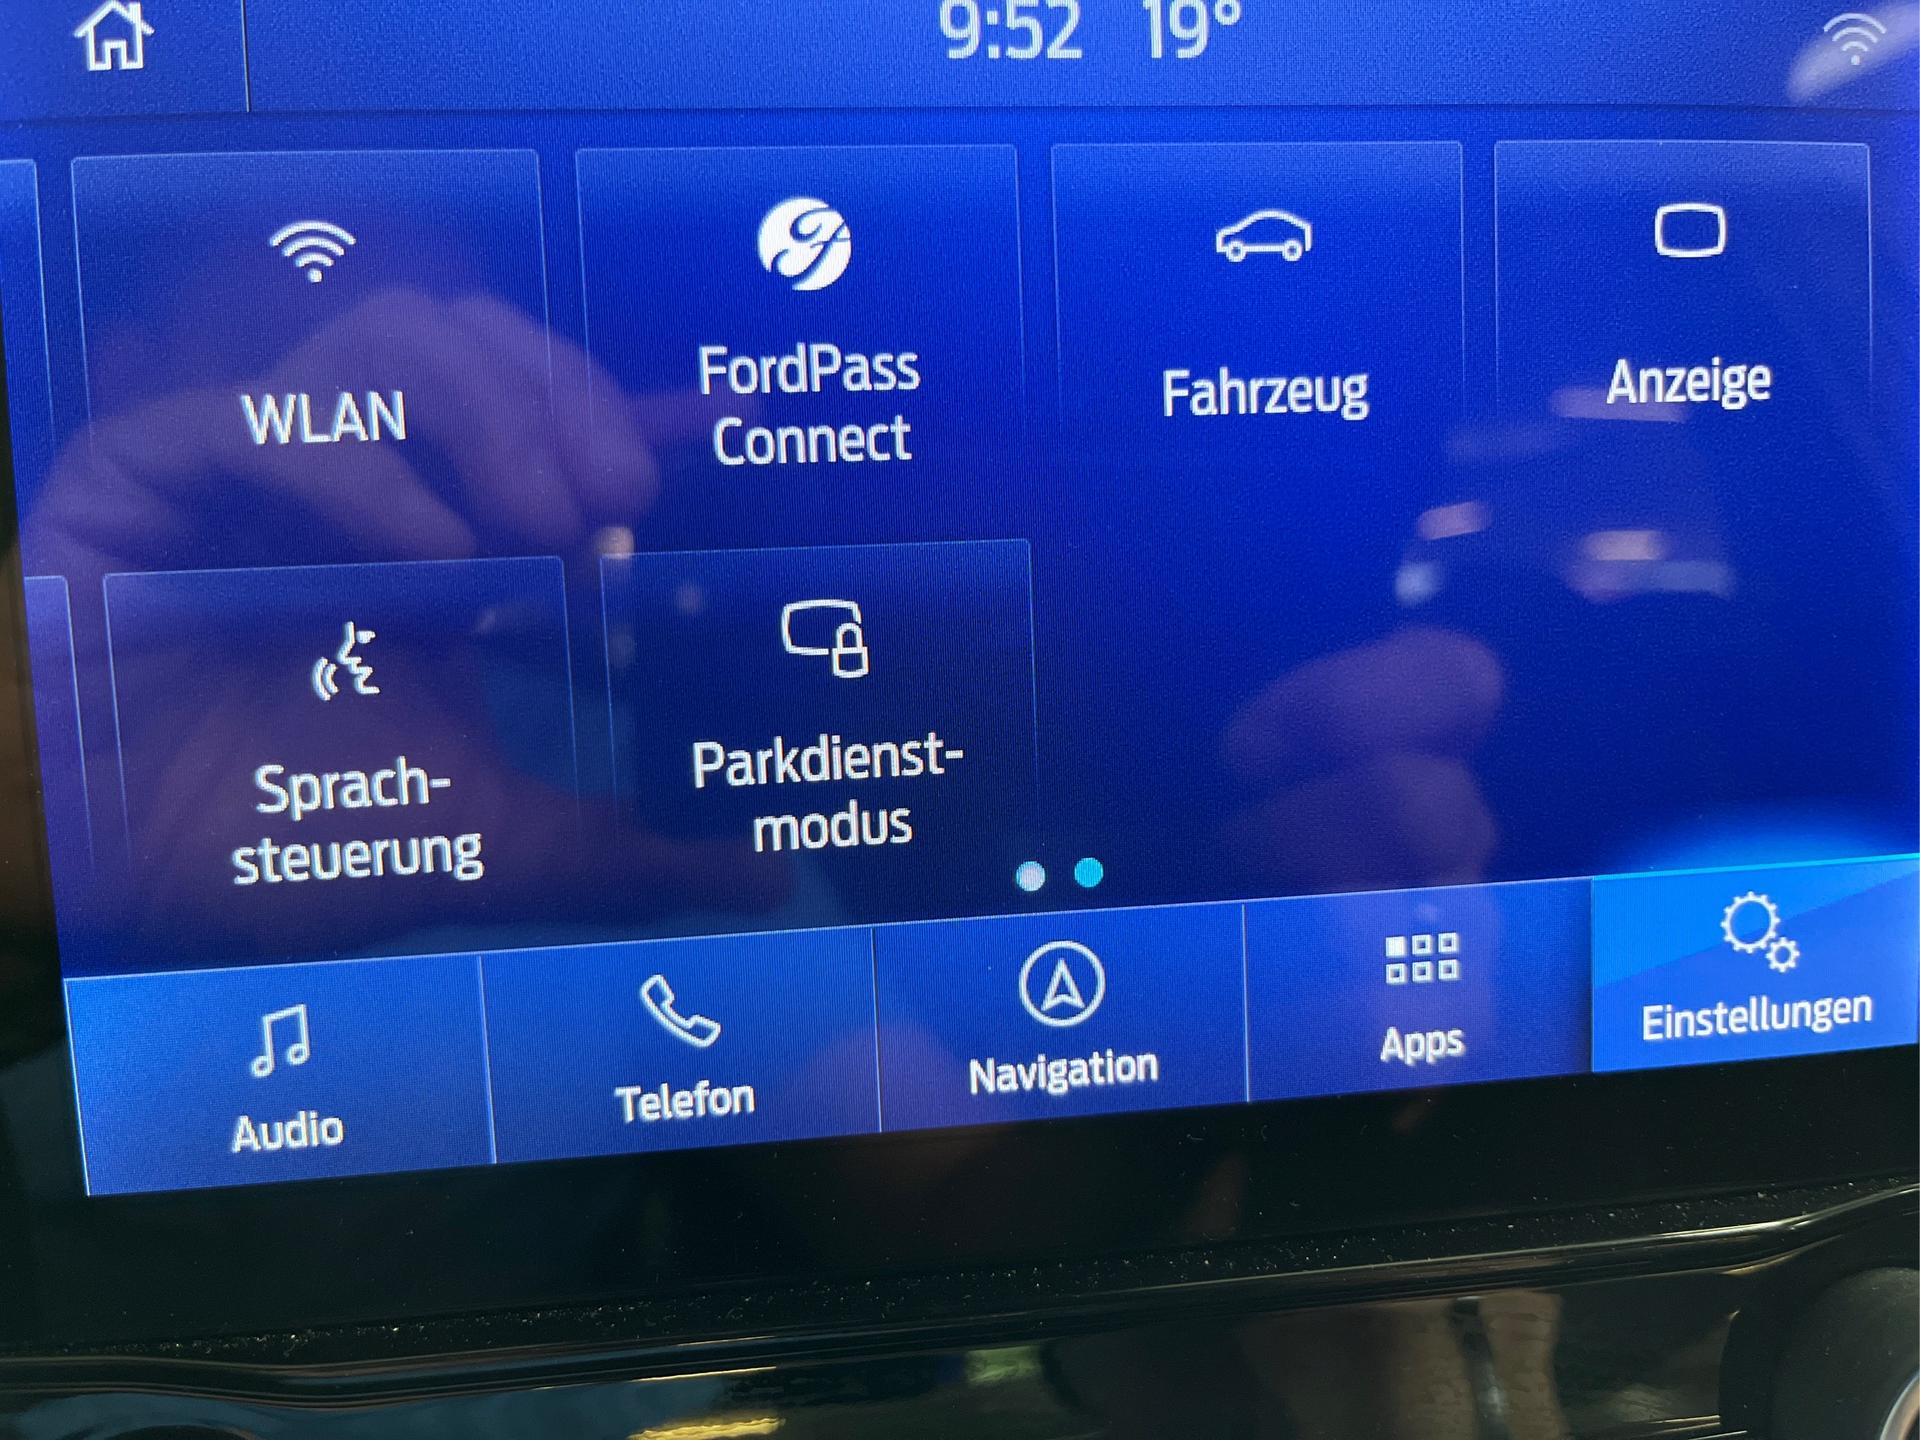 9:52 19°
WLAN
FordPass
Connect
Fahrzeug
Anzeige
Sprach-
steuerung
Parkdienst-
modus
Audio
Telefon
Navigation
Apps
Einstellungen